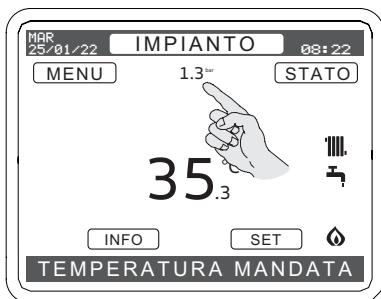 MAR
25/01/22 IMPIANTO 08:22
MENU 1.3 bar STATO
35.3 °C
INFO SET
TEMPERATURA MANDATA